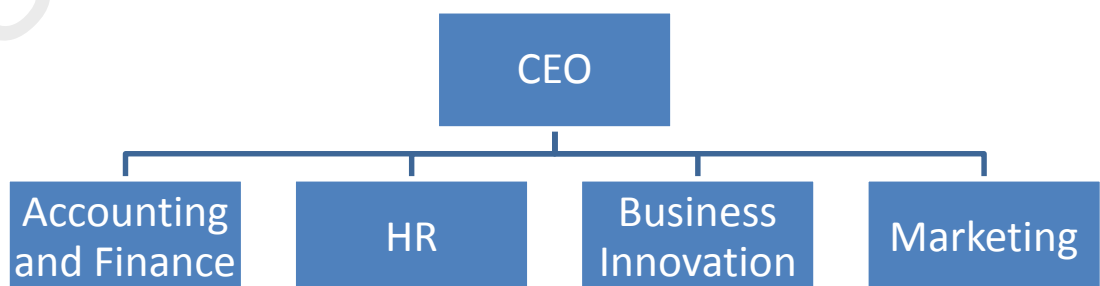 CEO
Accounting
and Finance
HR
Business
Innovation
Marketing